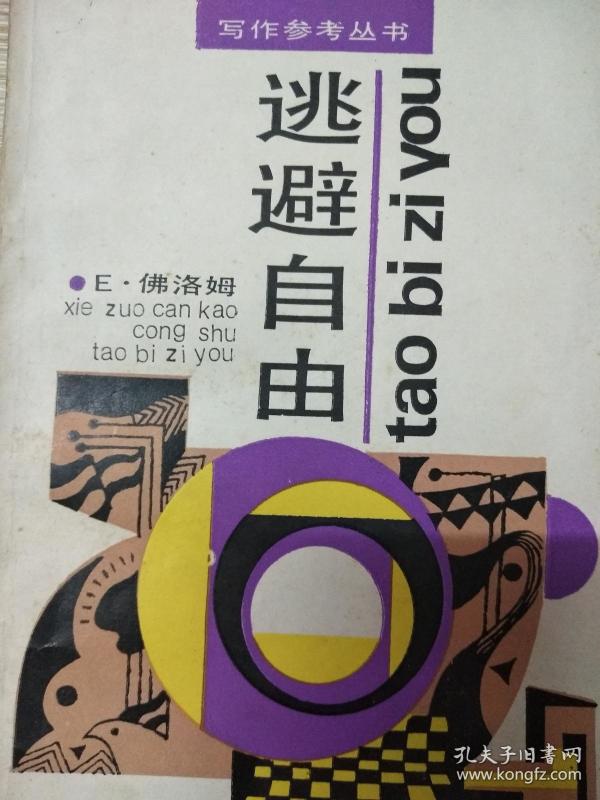 写作参考丛书
逃避自由
tao bi zi you
E·佛洛姆
xie zuo can kao
cong shu
tao bi zi you
孔夫子旧書网
www.kongfz.com